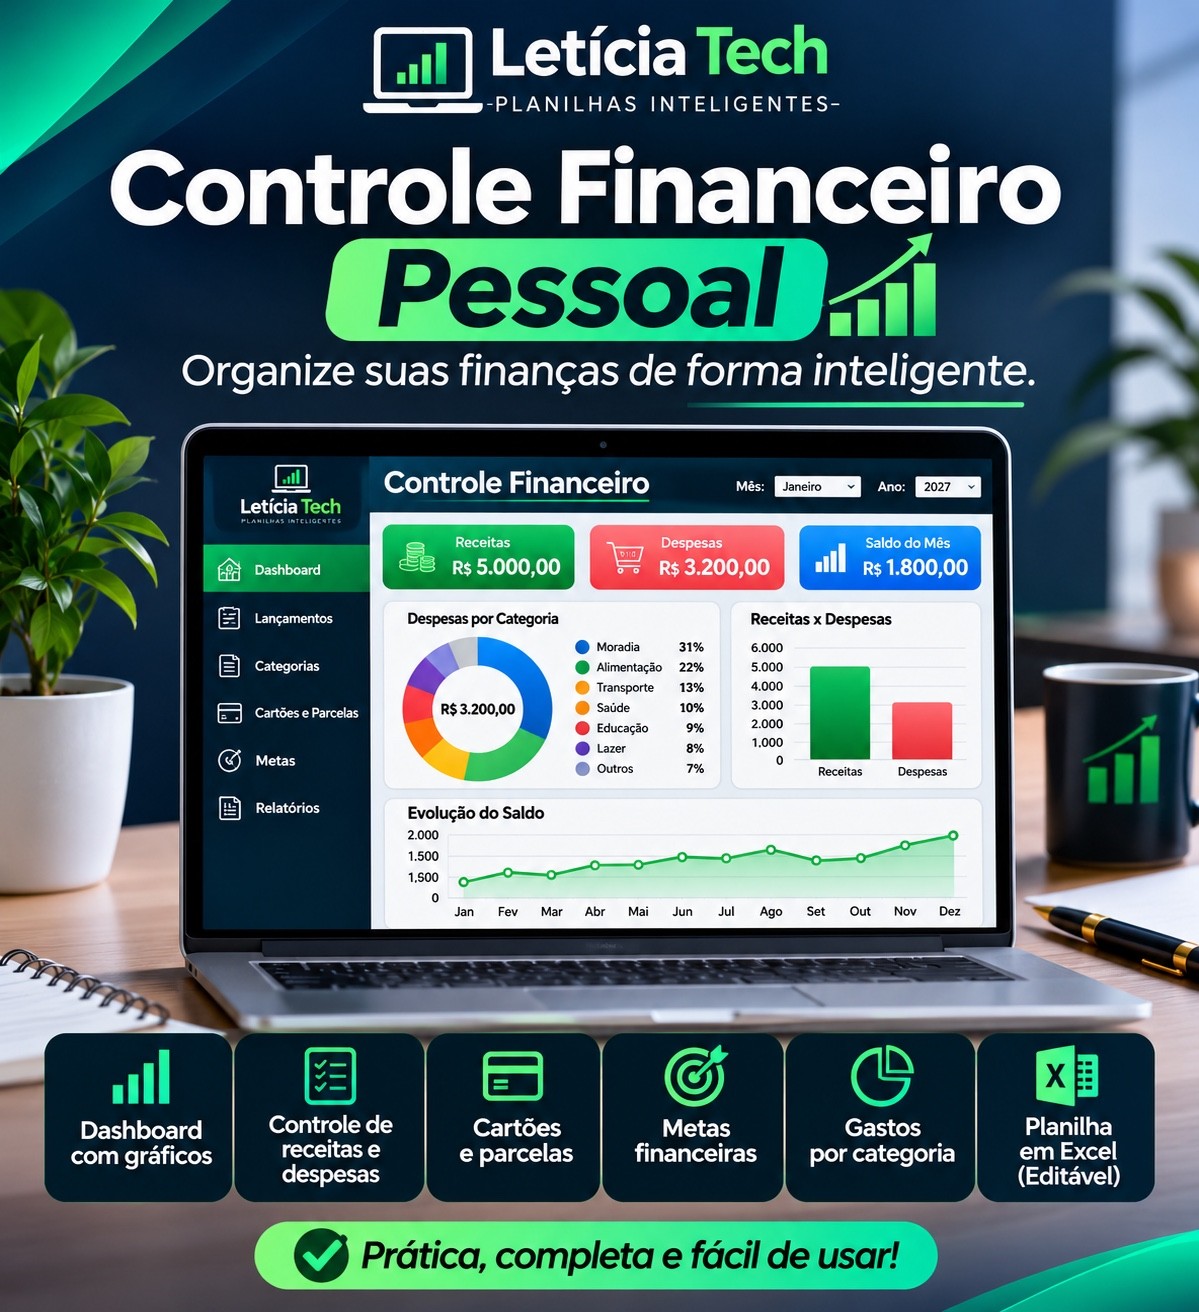 Letícia Tech
-PLANILHAS INTELIGENTES-
Controle Financeiro
Pessoal
Organize suas finanças de forma inteligente.
Letícia Tech
PLANILHAS INTELIGENTES
Controle Financeiro
Mês: Janeiro
Ano: 2027
Dashboard
Lançamentos
Categorias
Cartões e Parcelas
Metas
Relatórios
Receitas
R$ 5.000,00
Despesas
R$ 3.200,00
Saldo do Mês
R$ 1.800,00
Despesas por Categoria
R$ 3.200,00
Moradia 31%
Alimentação 22%
Transporte 13%
Saúde 10%
Educação 9%
Lazer 8%
Outros 7%
Receitas x Despesas
6.000
5.000
4.000
3.000
2.000
1.000
0
Receitas Despesas
Evolução do Saldo
2.000
1.500
1,500
0
Jan Fev Mar Abr Mai Jun Jul Ago Set Out Nov Dez
Dashboard
com gráficos
Controle de
receitas e
despesas
Cartões
e parcelas
Metas
financeiras
Gastos
por categoria
X
Planilha
em Excel
(Editável)
Prática, completa e fácil de usar!